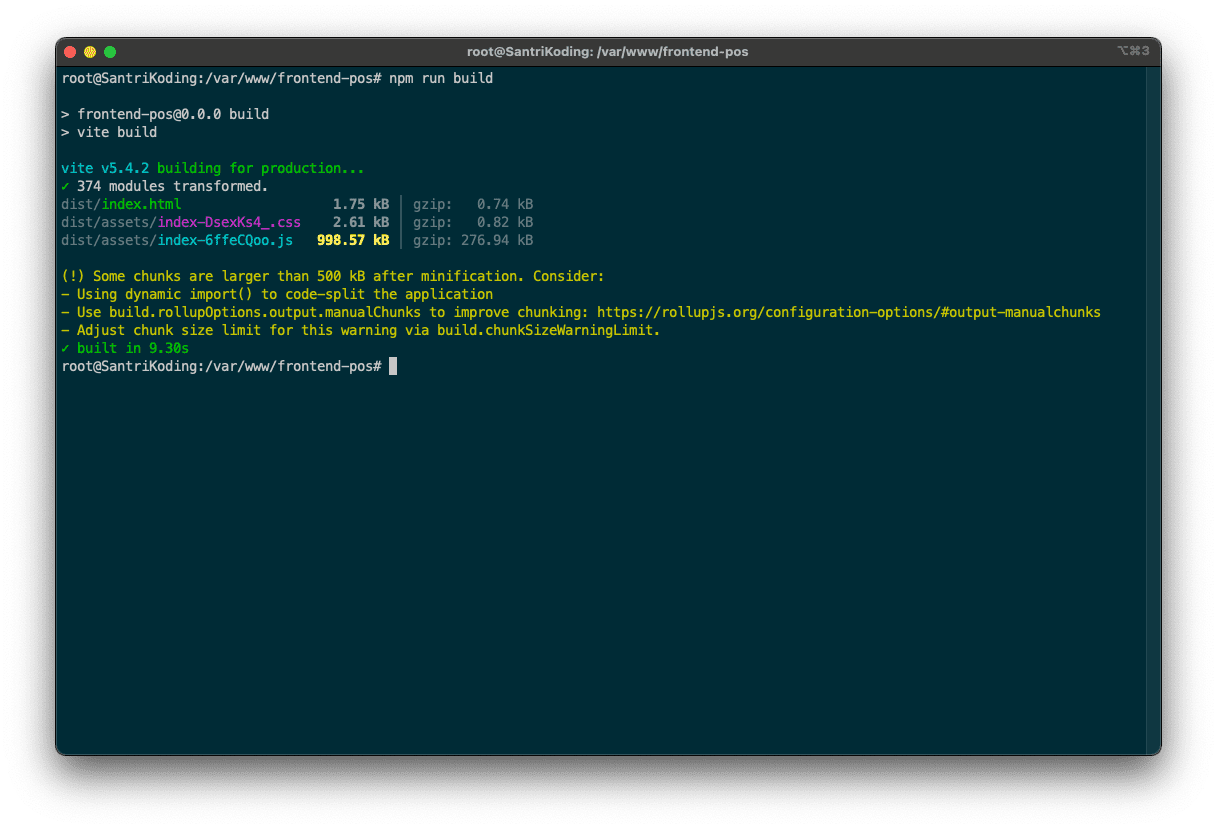 root@SantriKoding: /var/www/frontend-pos
⌥⌘3
root@SantriKoding:/var/www/frontend-pos# npm run build
> frontend-pos@0.0.0 build
> vite build
vite v5.4.2 building for production...
✓ 374 modules transformed.
dist/index.html                   1.75 kB │ gzip:   0.74 kB
dist/assets/index-DsexKs4_.css    2.61 kB │ gzip:   0.82 kB
dist/assets/index-6ffeCQoo.js   998.57 kB │ gzip: 276.94 kB
(!) Some chunks are larger than 500 kB after minification. Consider:
- Using dynamic import() to code-split the application
- Use build.rollupOptions.output.manualChunks to improve chunking: https://rollupjs.org/configuration-options/#output-manualchunks
- Adjust chunk size limit for this warning via build.chunkSizeWarningLimit.
✓ built in 9.30s
root@SantriKoding:/var/www/frontend-pos#